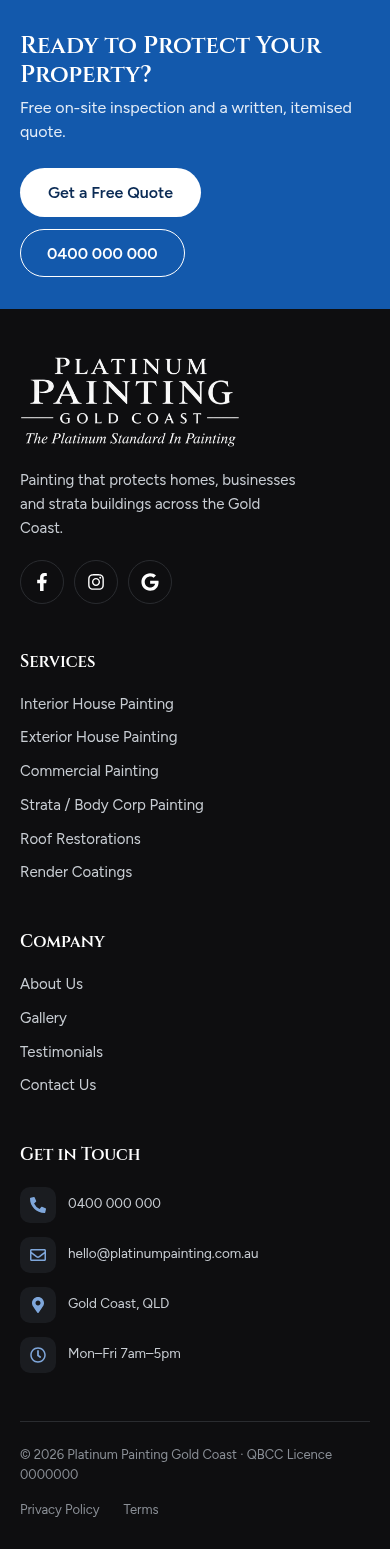 Ready to Protect Your
Property?
Free on-site inspection and a written, itemised
quote.
Get a Free Quote
0400 000 000
PLATINUM
PAINTING
GOLD COAST
The Platinum Standard In Painting
Painting that protects homes, businesses
and strata buildings across the Gold
Coast.
Services
Interior House Painting
Exterior House Painting
Commercial Painting
Strata / Body Corp Painting
Roof Restorations
Render Coatings
Company
About Us
Gallery
Testimonials
Contact Us
Get in Touch
0400 000 000
hello@platinumpainting.com.au
Gold Coast, QLD
Mon–Fri 7am–5pm
© 2026 Platinum Painting Gold Coast · QBCC Licence
0000000
Privacy Policy Terms